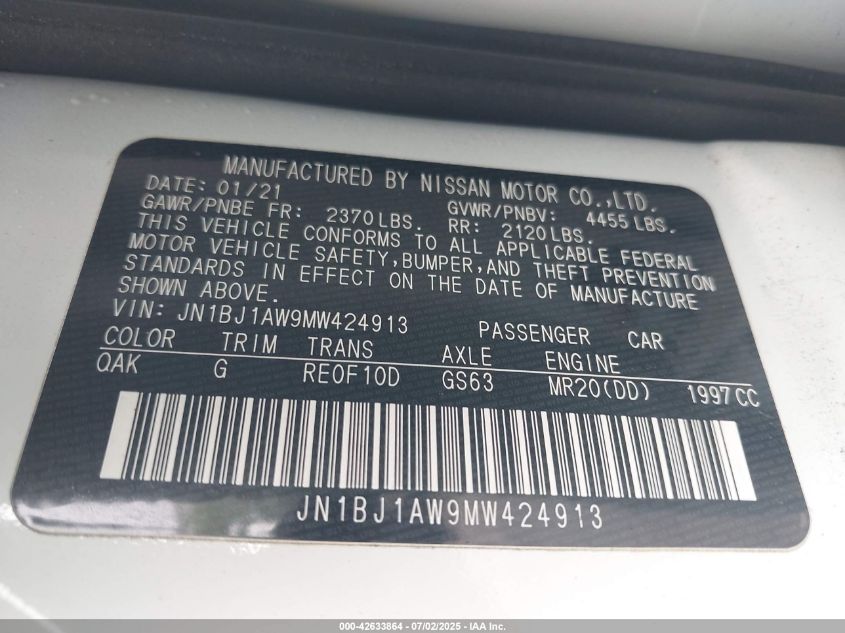 MANUFACTURED BY NISSAN MOTOR CO.,LTD.
DATE: 01/21
GAWR/PNBE FR: 2370LBS. GVWR/PNBV: 4455 LBS.
RR: 2120LBS.
THIS VEHICLE CONFORMS TO ALL APPLICABLE FEDERAL
MOTOR VEHICLE SAFETY,BUMPER,AND THEFT PREVENTION
STANDARDS IN EFFECT ON THE DATE OF MANUFACTURE
SHOWN ABOVE.
VIN: JN1BJ1AW9MW424913 PASSENGER CAR
COLOR TRIM TRANS AXLE ENGINE
QAK G RE0F10D GS63 MR20(DD) 1997CC
JN1BJ1AW9MW424913
000-42633864 - 07/02/2025 - IAA Inc.